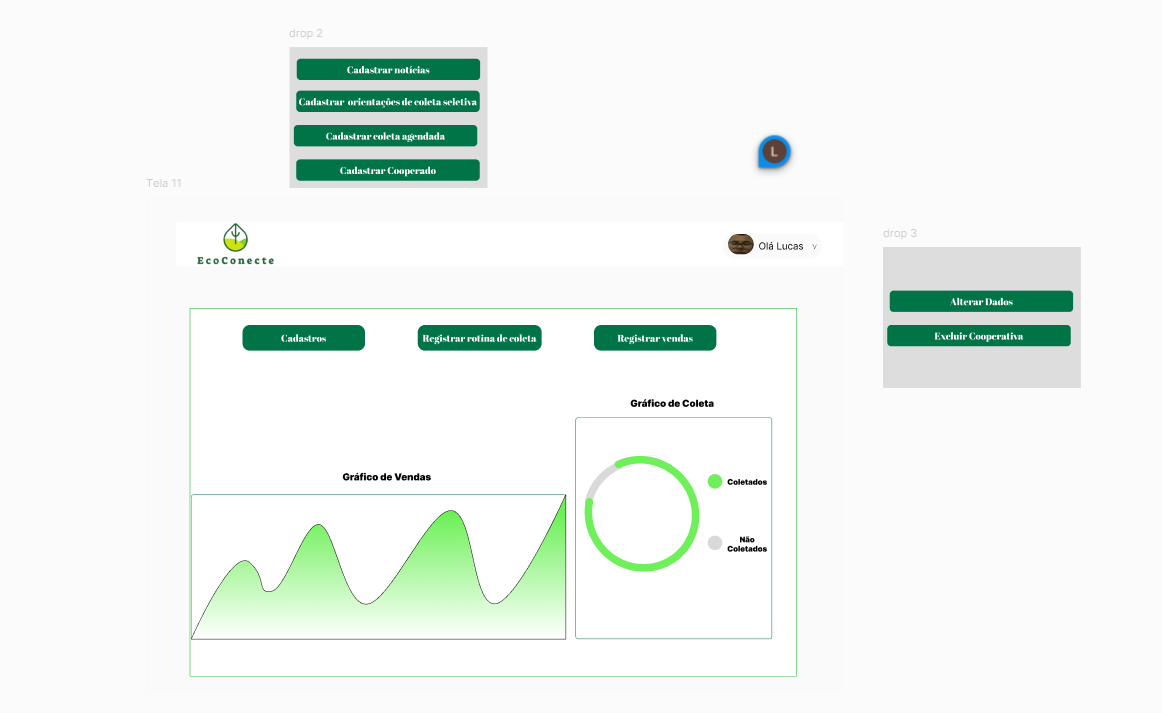 drop 2
Cadastrar notícias
Cadastrar orientações de coleta seletiva
Cadastrar coleta agendada
Cadastrar Cooperado
L
Tela 11
EcoConecte
Olá Lucas v
drop 3
Alterar Dados
Excluir Cooperativa
Cadastros
Registrar rotina de coleta
Registrar vendas
Gráfico de Coleta
Coletados
Não
Coletados
Gráfico de Vendas